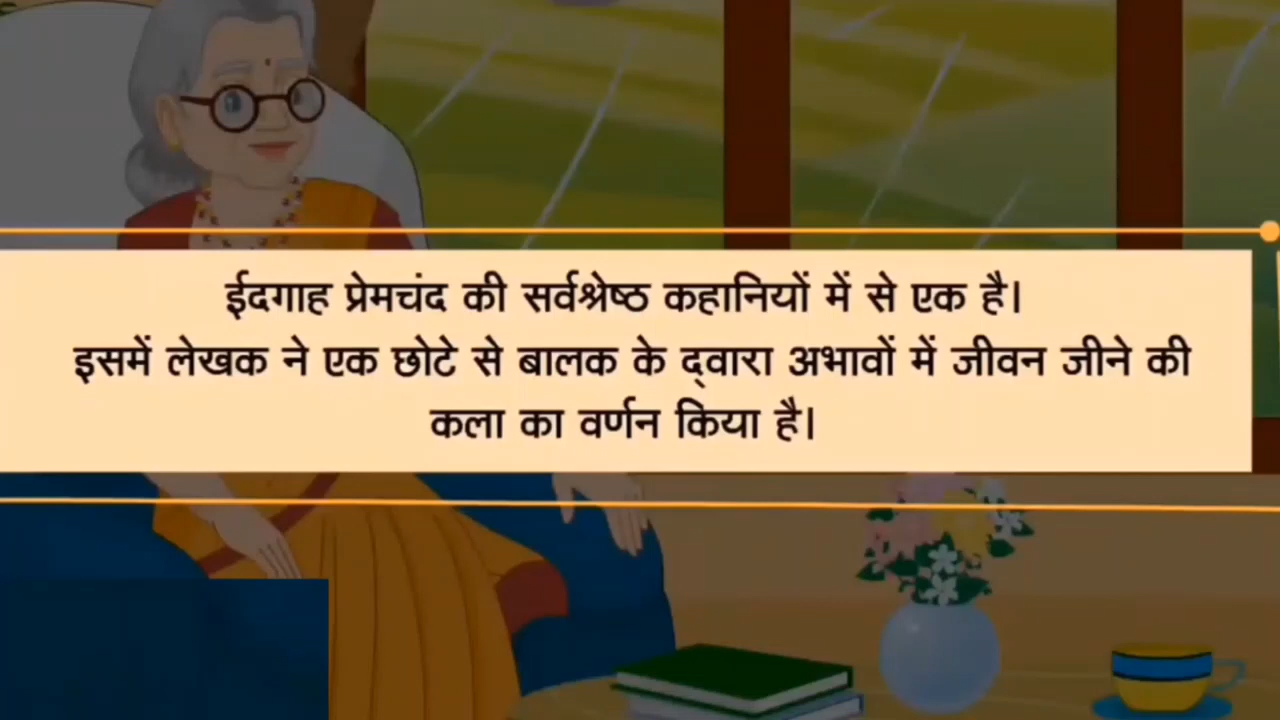 ईदगाह प्रेमचंद की सर्वश्रेष्ठ कहानियों में से एक है।
इसमें लेखक ने एक छोटे से बालक के द्‌वारा अभावों में जीवन जीने की
कला का वर्णन किया है।